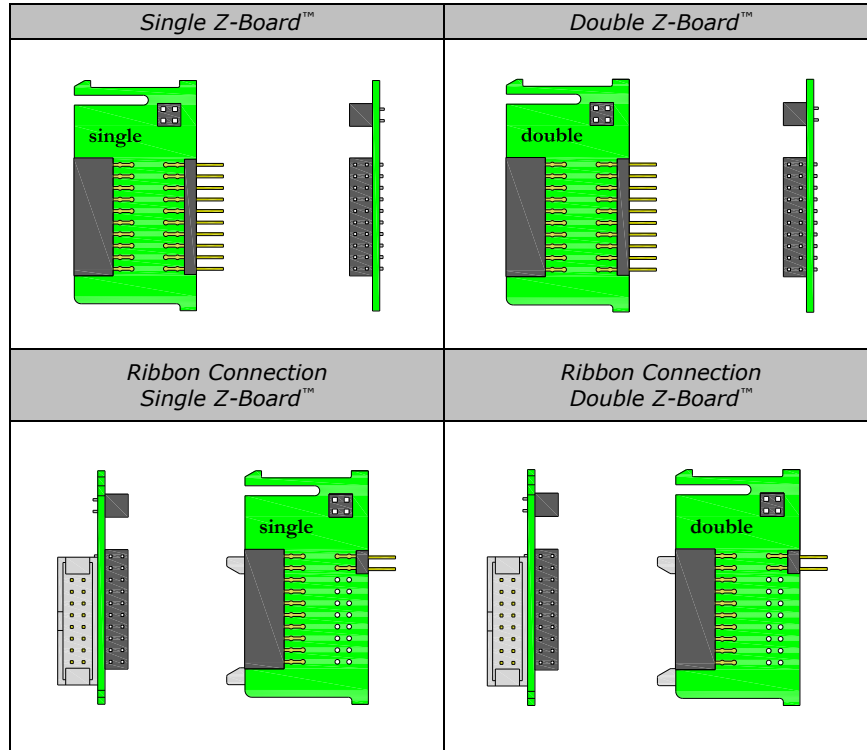 Single Z-Board™
Double Z-Board™
single
double
Ribbon Connection
Single Z-Board™
Ribbon Connection
Double Z-Board™
single
double